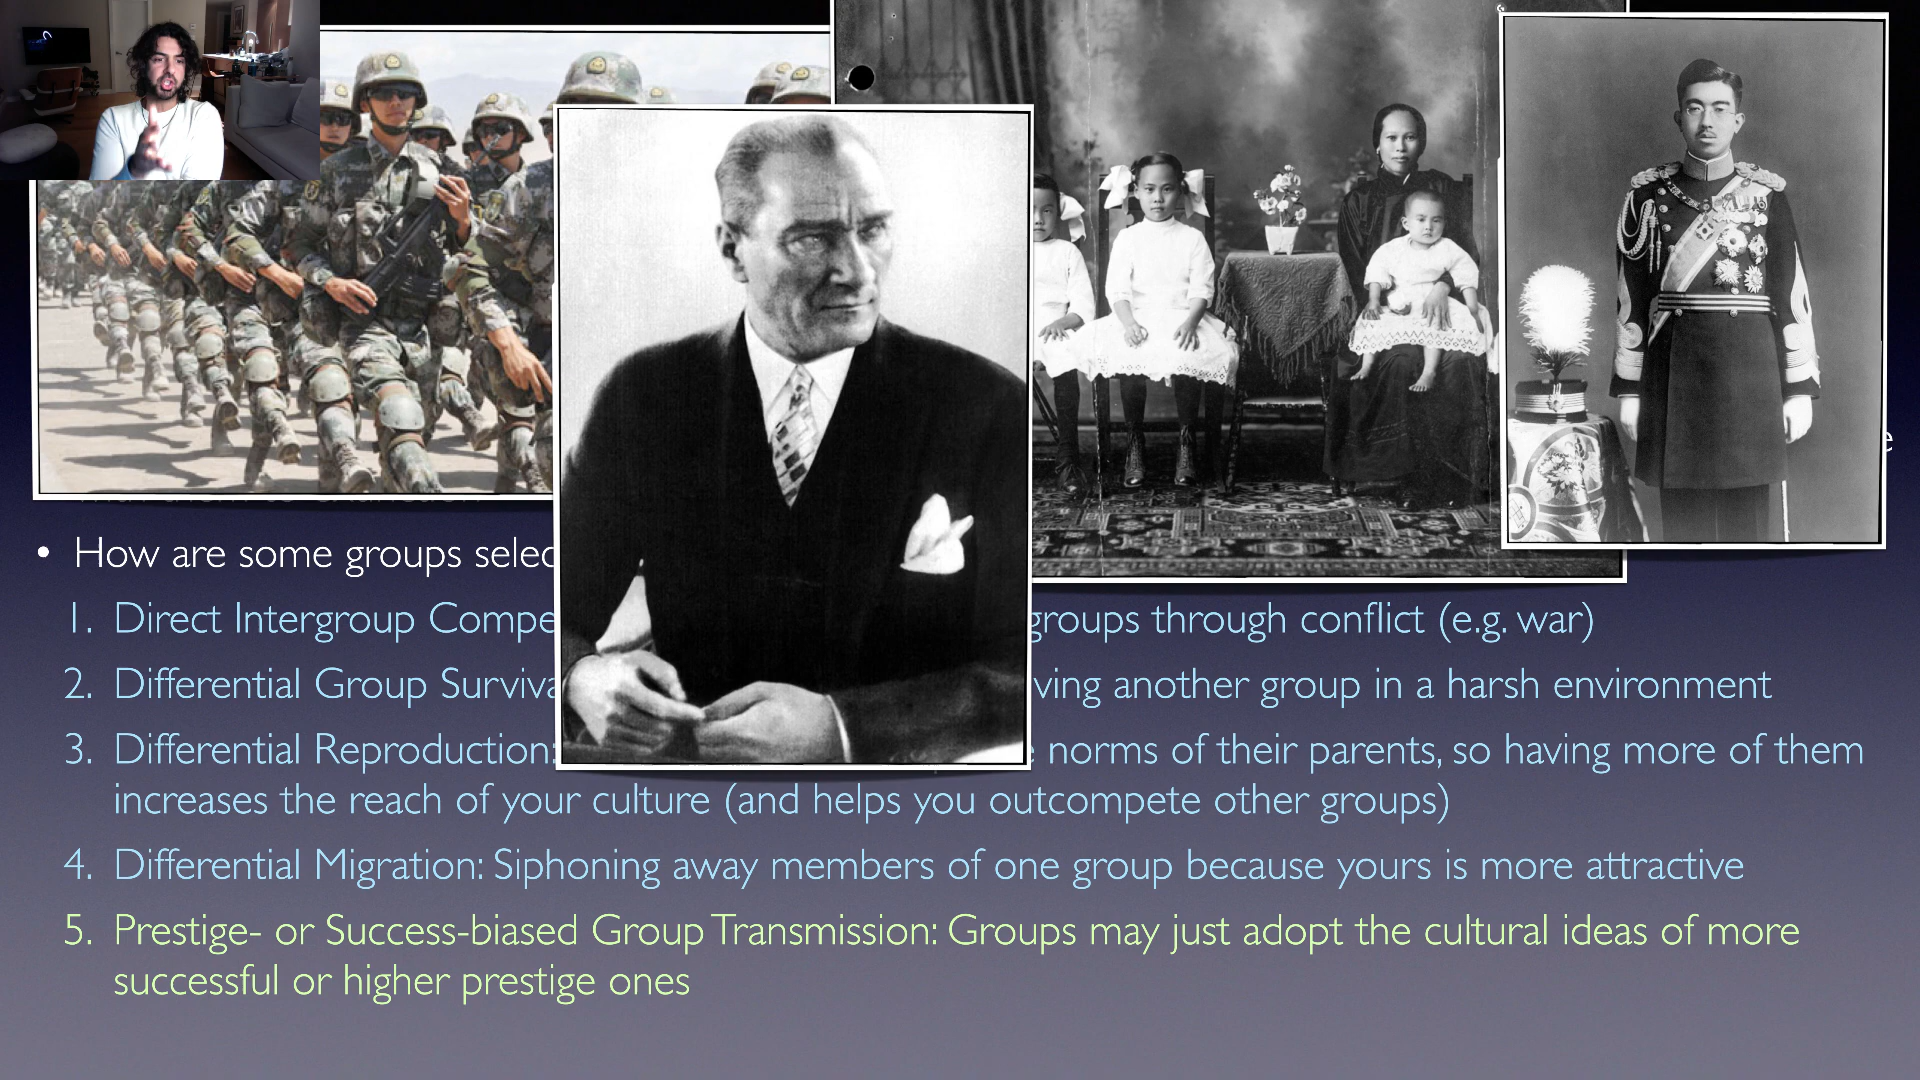 • How are some groups
1. Direct Intergroup groups through conflict (e.g. war)
2. Differential Group another group in a harsh environment
3. Differential Reproduction: norms of their parents, so having more of them
increases the reach of your culture (and helps you outcompete other groups)
4. Differential Migration: Siphoning away members of one group because yours is more attractive
5. Prestige- or Success-biased Group Transmission: Groups may just adopt the cultural ideas of more
successful or higher prestige ones